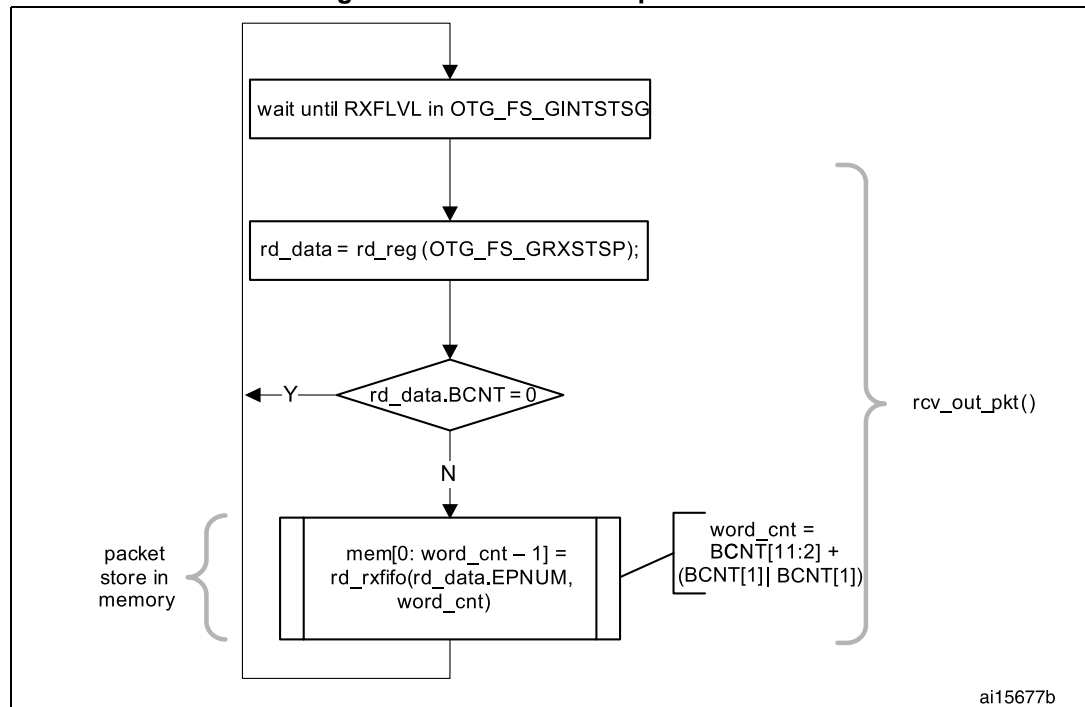 wait until RXFLVL in OTG_FS_GINTSTSG
rd_data = rd_reg (OTG_FS_GRXSTSP);
Y
rd_data.BCNT = 0
rcv_out_pkt()
N
packet
store in
memory
mem[0: word_cnt – 1] =
rd_rxfifo(rd_data.EPNUM,
word_cnt)
word_cnt =
BCNT[11:2] +
(BCNT[1] | BCNT[1])
ai15677b